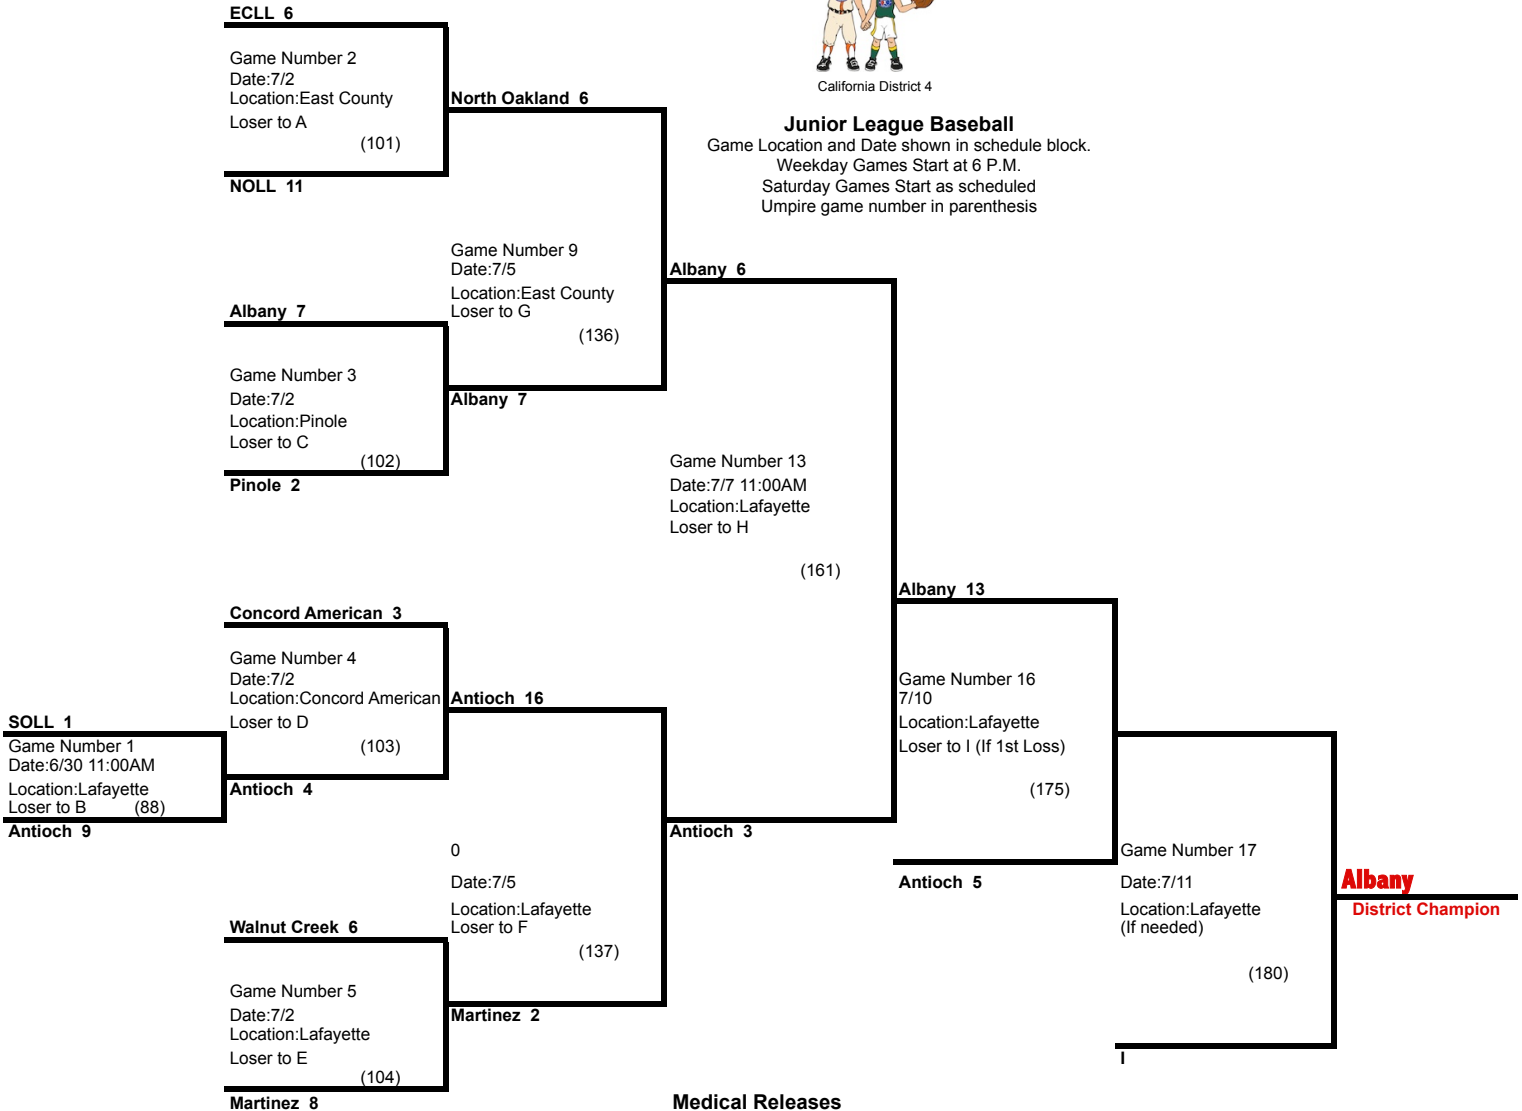 ECLL 6
Game Number 2
Date:7/2
Location:East County
Loser to A
(101)
NOLL 11
California District 4
Junior League Baseball
Game Location and Date shown in schedule block.
Weekday Games Start at 6 P.M.
Saturday Games Start as scheduled
Umpire game number in parenthesis
North Oakland 6
Game Number 9
Date:7/5
Location:East County
Loser to G
(136)
Albany 7
Albany 7
Game Number 3
Date:7/2
Location:Pinole
Loser to C
(102)
Pinole 2
Albany 6
Game Number 13
Date:7/7 11:00AM
Location:Lafayette
Loser to H
(161)
Antioch 3
Concord American 3
Game Number 4
Date:7/2
Location:Concord American
Loser to D
(103)
Antioch 4
SOLL 1
Game Number 1
Date:6/30 11:00AM
Location:Lafayette
Loser to B (88)
Antioch 9
Antioch 16
0
Date:7/5
Location:Lafayette
Loser to F
(137)
Martinez 2
Walnut Creek 6
Game Number 5
Date:7/2
Location:Lafayette
Loser to E
(104)
Martinez 8
Albany 13
Game Number 16
7/10
Location:Lafayette
Loser to I (If 1st Loss)
(175)
Antioch 5
Game Number 17
Date:7/11
Location:Lafayette
(If needed)
(180)
I
Albany
District Champion
Medical Releases